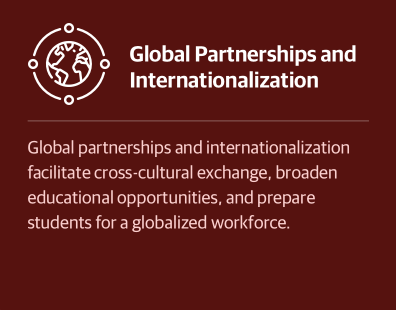 Global Partnerships and
Internationalization
Global partnerships and internationalization
facilitate cross-cultural exchange, broaden
educational opportunities, and prepare
students for a globalized workforce.